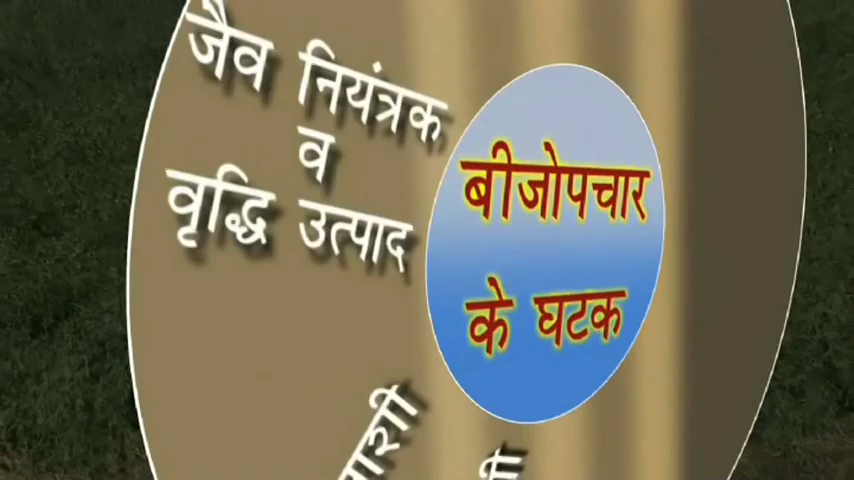 जैव नियंत्रक
व
वृद्धि उत्पाद
बीजोपचार
के घटक